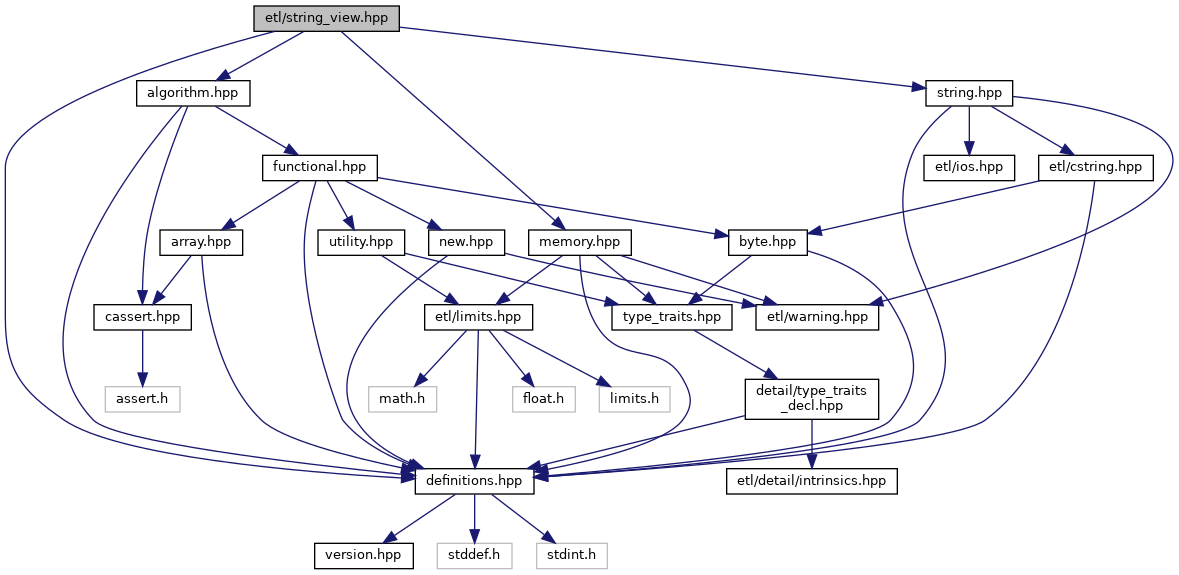 etl/string_view.hpp
algorithm.hpp
string.hpp
functional.hpp
etl/ios.hpp
etl/cstring.hpp
array.hpp
utility.hpp
new.hpp
memory.hpp
byte.hpp
cassert.hpp
etl/limits.hpp
type_traits.hpp
etl/warning.hpp
assert.h
math.h
float.h
limits.h
detail/type_traits
_decl.hpp
definitions.hpp
etl/detail/intrinsics.hpp
version.hpp
stddef.h
stdint.h